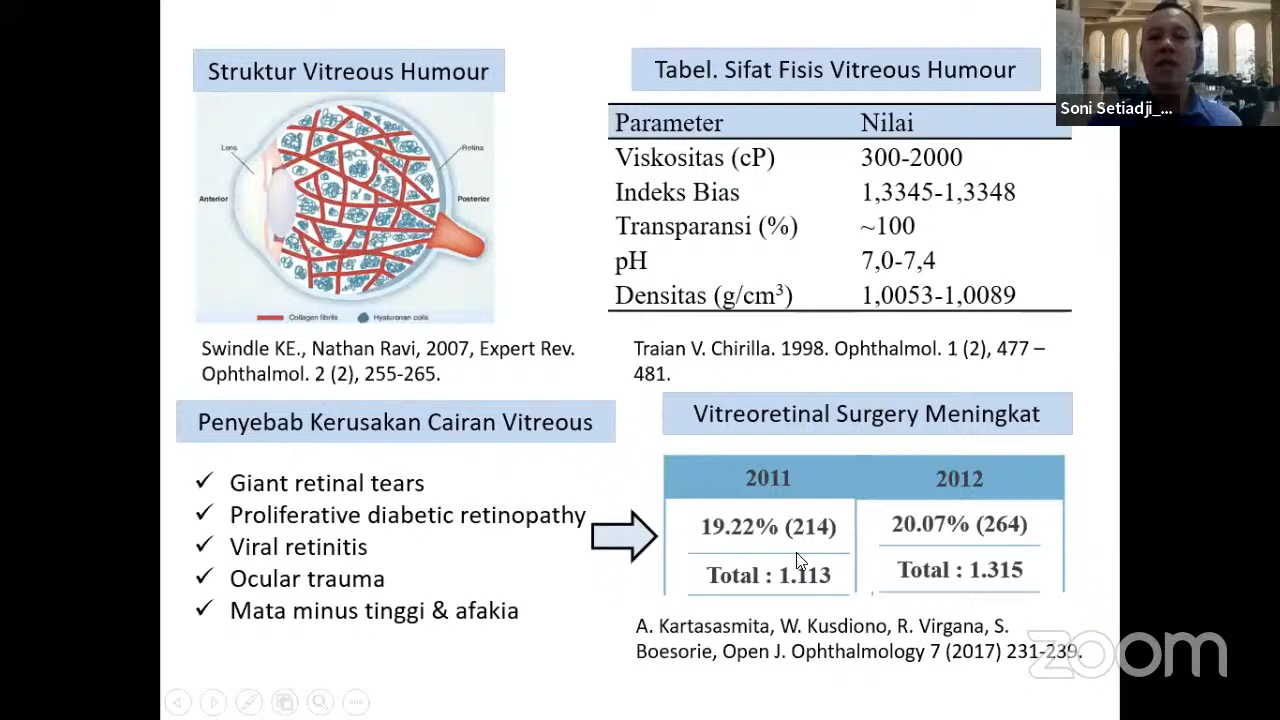 Struktur Vitreous Humour
Lens
Retina
Anterior
Posterior
Collagen fibrils
Hyaluronan coils
Swindle KE., Nathan Ravi, 2007, Expert Rev.
Ophthalmol. 2 (2), 255-265.
Tabel. Sifat Fisis Vitreous Humour
Parameter Nilai
Viskositas (cP) 300-2000
Indeks Bias 1,3345-1,3348
Transparansi (%) ~100
pH 7,0-7,4
Densitas (g/cm³) 1,0053-1,0089
Traian V. Chirilla. 1998. Ophthalmol. 1 (2), 477 –
481.
Soni Setiadji_...
Penyebab Kerusakan Cairan Vitreous
✓ Giant retinal tears
✓ Proliferative diabetic retinopathy
✓ Viral retinitis
✓ Ocular trauma
✓ Mata minus tinggi & afakia
Vitreoretinal Surgery Meningkat
2011 2012
19.22% (214) 20.07% (264)
Total : 1.113 Total : 1.315
A. Kartasasmita, W. Kusdiono, R. Virgana, S.
Boesorie, Open J. Ophthalmology 7 (2017) 231-239.
zoom